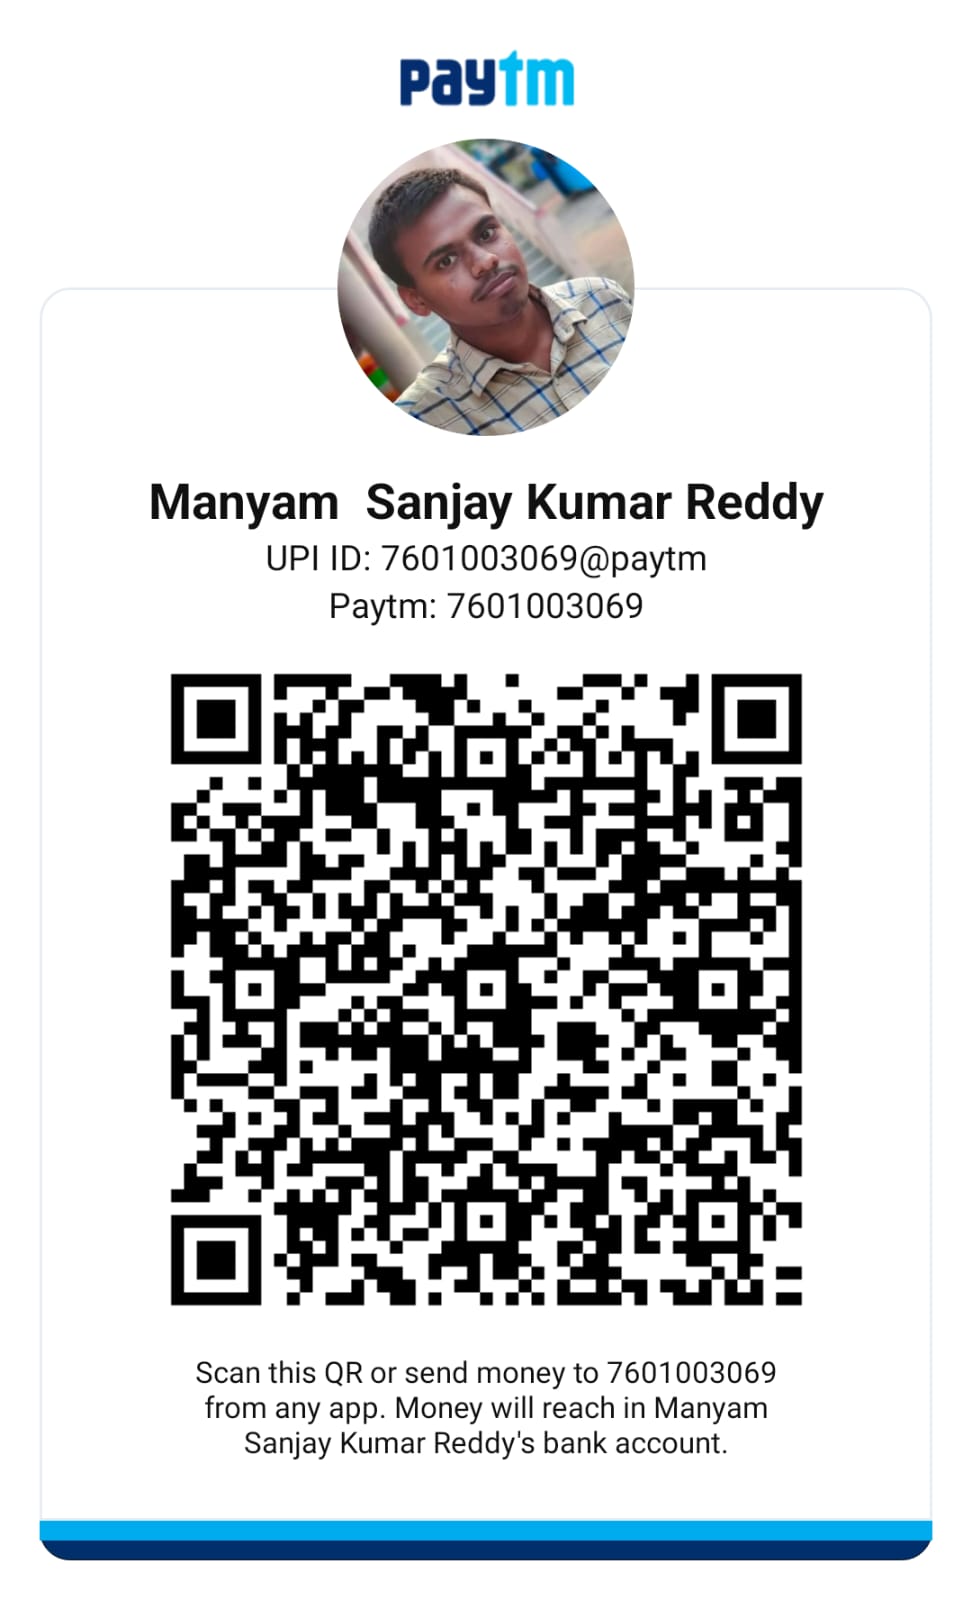 paytm
Manyam Sanjay Kumar Reddy
UPI ID: 7601003069@paytm
Paytm: 7601003069
Scan this QR or send money to 7601003069
from any app. Money will reach in Manyam
Sanjay Kumar Reddy's bank account.